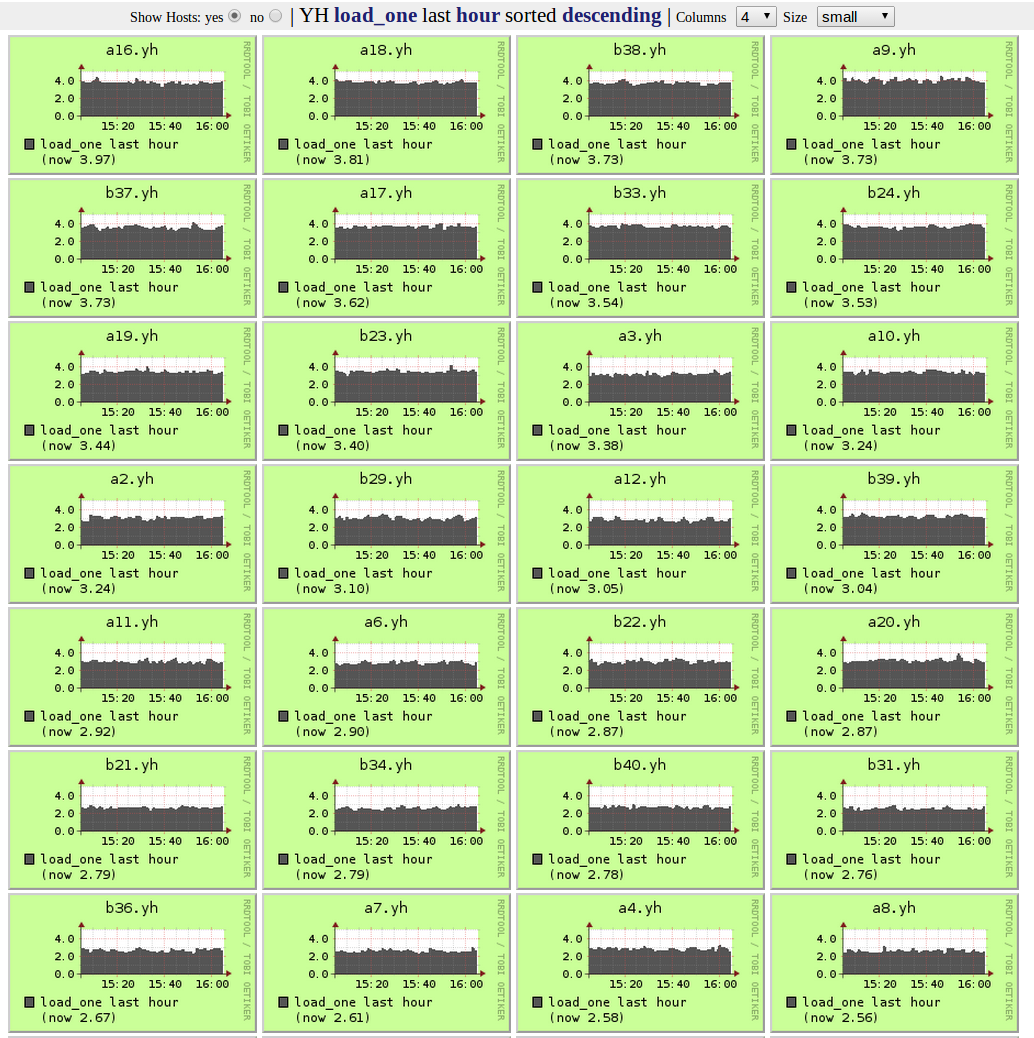 Show Hosts: yes no | YH load_one last hour sorted descending | Columns 4 Size small
a16.yh
4.0
2.0
0.0
15:20 15:40 16:00
load_one last hour
(now 3.97)
RRDTOOL / TOBI OETIKER
a18.yh
4.0
2.0
0.0
15:20 15:40 16:00
load_one last hour
(now 3.81)
RRDTOOL / TOBI OETIKER
b38.yh
4.0
2.0
0.0
15:20 15:40 16:00
load_one last hour
(now 3.73)
RRDTOOL / TOBI OETIKER
a9.yh
4.0
2.0
0.0
15:20 15:40 16:00
load_one last hour
(now 3.73)
RRDTOOL / TOBI OETIKER
b37.yh
4.0
2.0
0.0
15:20 15:40 16:00
load_one last hour
(now 3.73)
RRDTOOL / TOBI OETIKER
a17.yh
4.0
2.0
0.0
15:20 15:40 16:00
load_one last hour
(now 3.62)
RRDTOOL / TOBI OETIKER
b33.yh
4.0
2.0
0.0
15:20 15:40 16:00
load_one last hour
(now 3.54)
RRDTOOL / TOBI OETIKER
b24.yh
4.0
2.0
0.0
15:20 15:40 16:00
load_one last hour
(now 3.53)
RRDTOOL / TOBI OETIKER
a19.yh
4.0
2.0
0.0
15:20 15:40 16:00
load_one last hour
(now 3.44)
RRDTOOL / TOBI OETIKER
b23.yh
4.0
2.0
0.0
15:20 15:40 16:00
load_one last hour
(now 3.40)
RRDTOOL / TOBI OETIKER
a3.yh
4.0
2.0
0.0
15:20 15:40 16:00
load_one last hour
(now 3.38)
RRDTOOL / TOBI OETIKER
a10.yh
4.0
2.0
0.0
15:20 15:40 16:00
load_one last hour
(now 3.24)
RRDTOOL / TOBI OETIKER
a2.yh
4.0
2.0
0.0
15:20 15:40 16:00
load_one last hour
(now 3.24)
RRDTOOL / TOBI OETIKER
b29.yh
4.0
2.0
0.0
15:20 15:40 16:00
load_one last hour
(now 3.10)
RRDTOOL / TOBI OETIKER
a12.yh
4.0
2.0
0.0
15:20 15:40 16:00
load_one last hour
(now 3.05)
RRDTOOL / TOBI OETIKER
b39.yh
4.0
2.0
0.0
15:20 15:40 16:00
load_one last hour
(now 3.04)
RRDTOOL / TOBI OETIKER
a11.yh
4.0
2.0
0.0
15:20 15:40 16:00
load_one last hour
(now 2.92)
RRDTOOL / TOBI OETIKER
a6.yh
4.0
2.0
0.0
15:20 15:40 16:00
load_one last hour
(now 2.90)
RRDTOOL / TOBI OETIKER
b22.yh
4.0
2.0
0.0
15:20 15:40 16:00
load_one last hour
(now 2.87)
RRDTOOL / TOBI OETIKER
a20.yh
4.0
2.0
0.0
15:20 15:40 16:00
load_one last hour
(now 2.87)
RRDTOOL / TOBI OETIKER
b21.yh
4.0
2.0
0.0
15:20 15:40 16:00
load_one last hour
(now 2.79)
RRDTOOL / TOBI OETIKER
b34.yh
4.0
2.0
0.0
15:20 15:40 16:00
load_one last hour
(now 2.79)
RRDTOOL / TOBI OETIKER
b40.yh
4.0
2.0
0.0
15:20 15:40 16:00
load_one last hour
(now 2.78)
RRDTOOL / TOBI OETIKER
b31.yh
4.0
2.0
0.0
15:20 15:40 16:00
load_one last hour
(now 2.76)
RRDTOOL / TOBI OETIKER
b36.yh
4.0
2.0
0.0
15:20 15:40 16:00
load_one last hour
(now 2.67)
RRDTOOL / TOBI OETIKER
a7.yh
4.0
2.0
0.0
15:20 15:40 16:00
load_one last hour
(now 2.61)
RRDTOOL / TOBI OETIKER
a4.yh
4.0
2.0
0.0
15:20 15:40 16:00
load_one last hour
(now 2.58)
RRDTOOL / TOBI OETIKER
a8.yh
4.0
2.0
0.0
15:20 15:40 16:00
load_one last hour
(now 2.56)
RRDTOOL / TOBI OETIKER